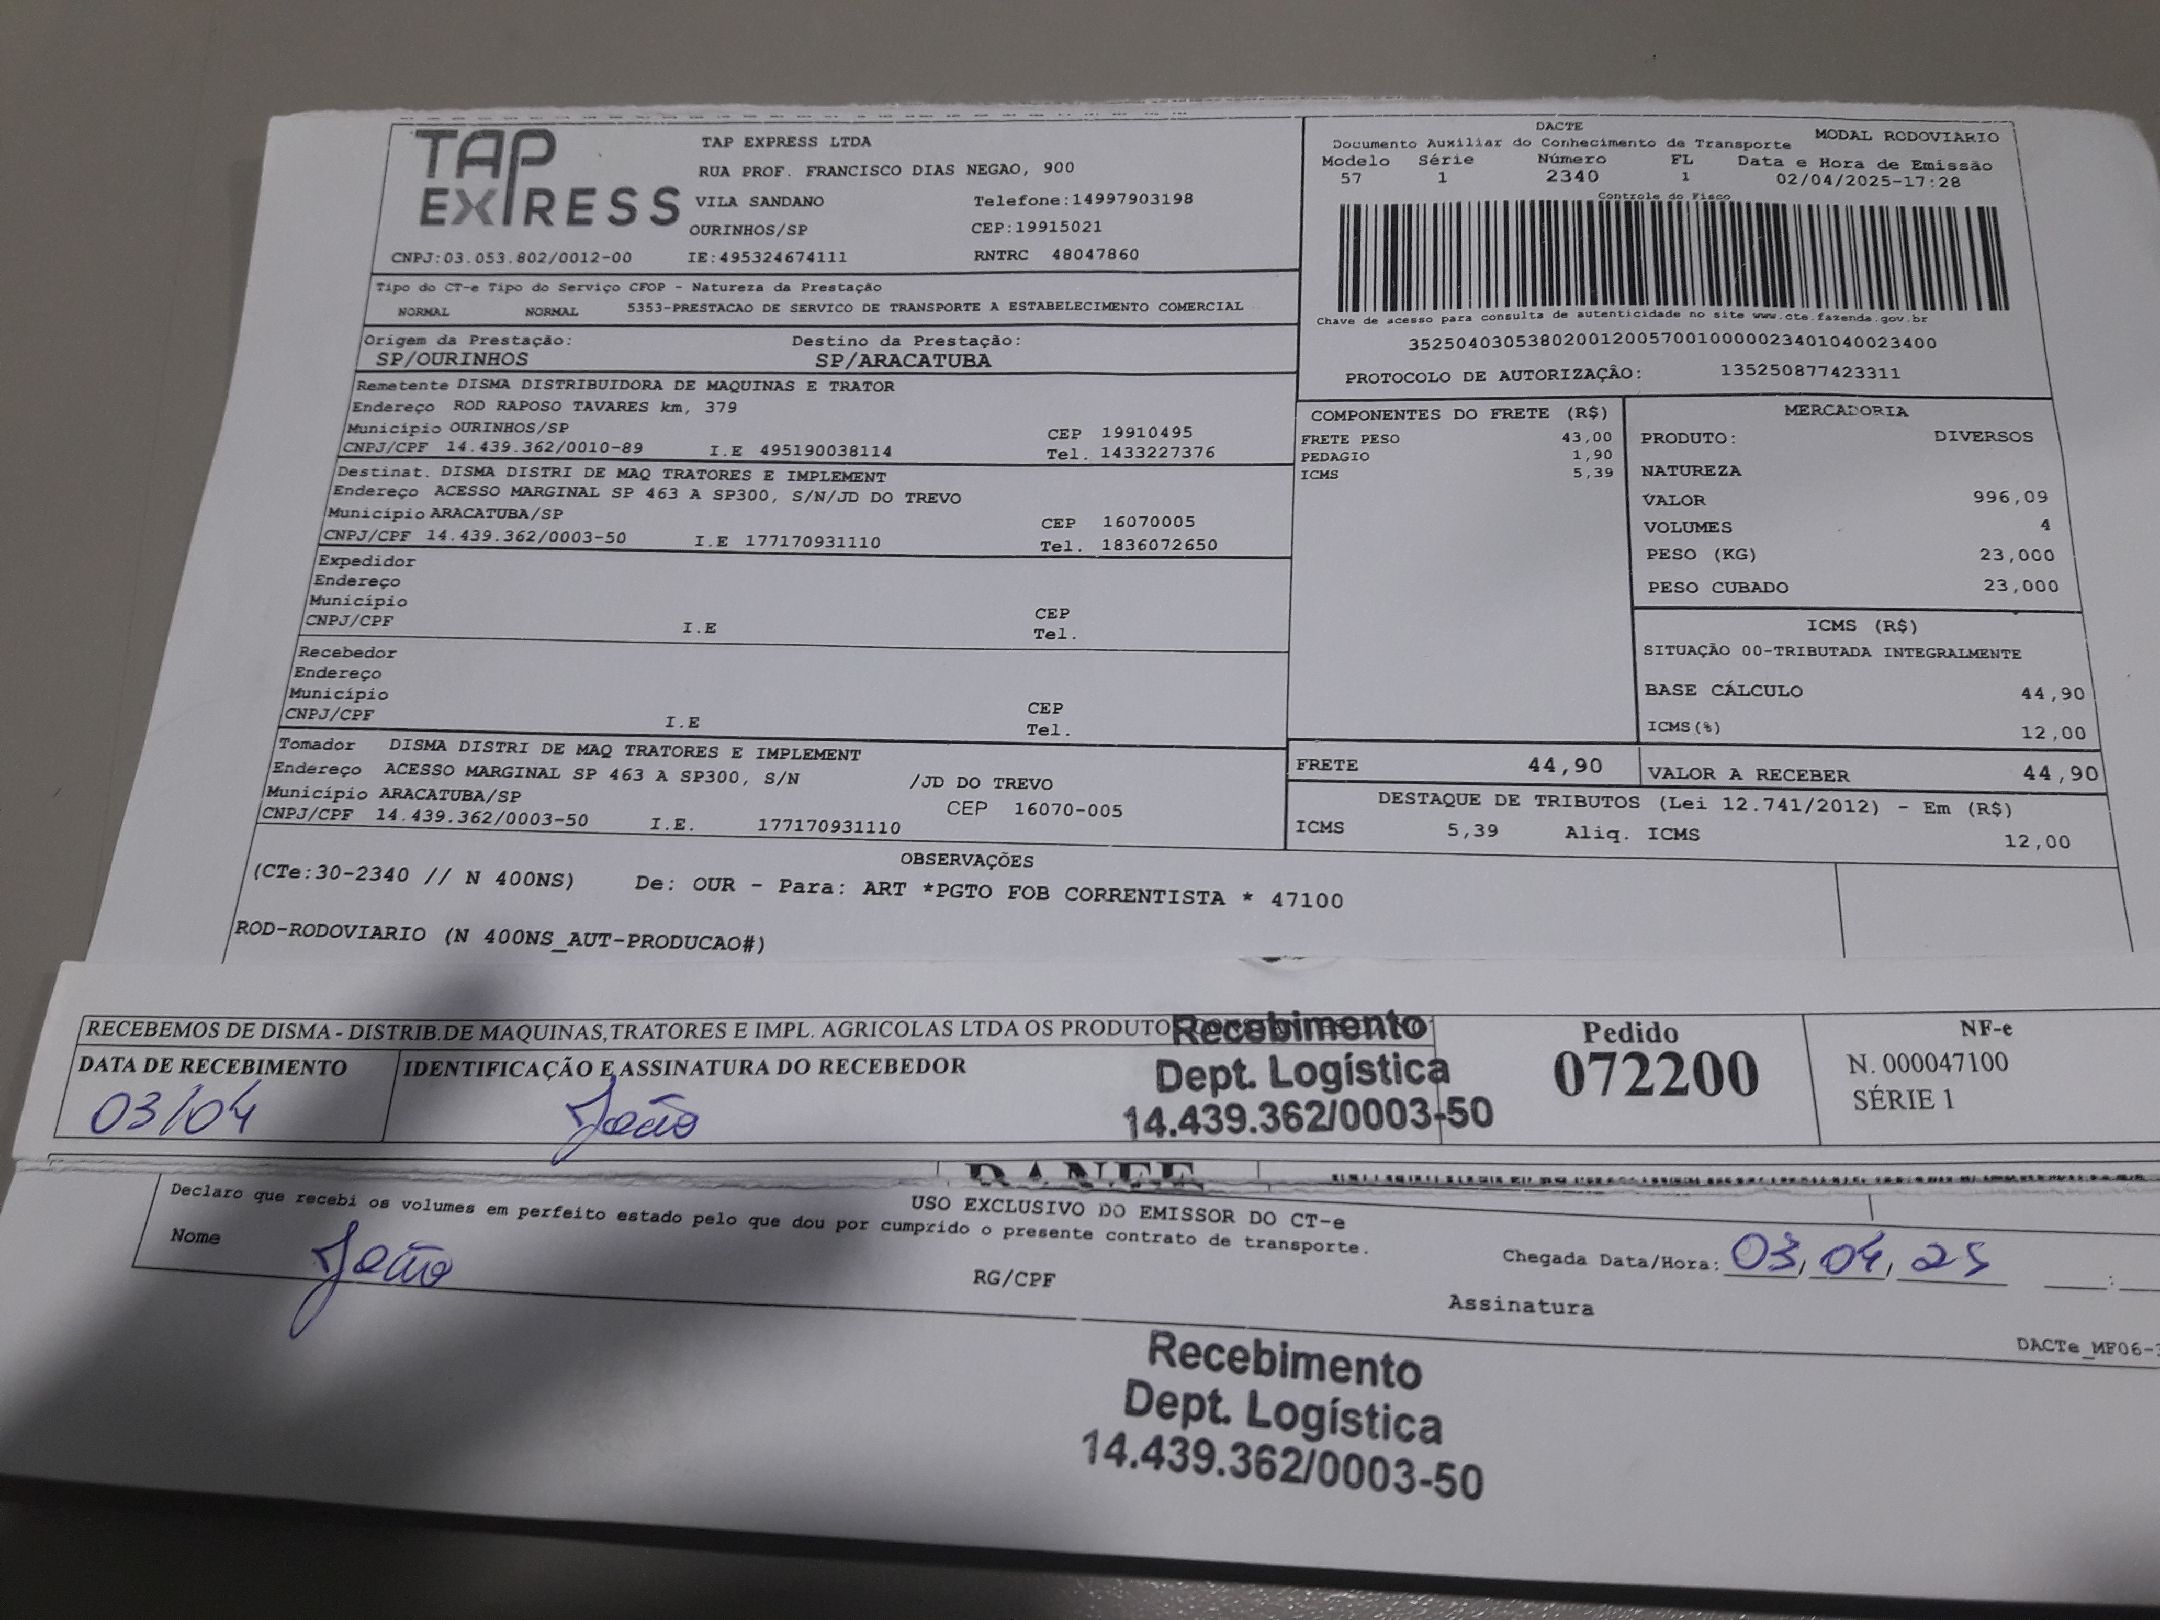 TAP EXPRESS
TAP EXPRESS LTDA
RUA PROF. FRANCISCO DIAS NEGAO, 900
VILA SANDANO Telefone:14997903198
OURINHOS/SP CEP:19915021
CNPJ:03.053.802/0012-00 IE:495324674111 RNTRC 48047860
DACTE
Documento Auxiliar do Conhecimento de Transporte MODAL RODOVIARIO
Modelo Série Número FL Data e Hora de Emissão
57 1 2340 1 02/04/2025-17:28
Controle do Fisco
Chave de acesso para consulta de autenticidade no site www.cte.fazenda.gov.br
35250403053802001200570010000023401040023400
PROTOCOLO DE AUTORIZAÇÃO: 135250877423311
Tipo do CT-e Tipo do Serviço CFOP - Natureza da Prestação
NORMAL NORMAL 5353-PRESTACAO DE SERVICO DE TRANSPORTE A ESTABELECIMENTO COMERCIAL
Origem da Prestação: Destino da Prestação:
SP/OURINHOS SP/ARACATUBA
Remetente DISMA DISTRIBUIDORA DE MAQUINAS E TRATOR
Endereço ROD RAPOSO TAVARES km, 379
Município OURINHOS/SP CEP 19910495
CNPJ/CPF 14.439.362/0010-89 I.E 495190038114 Tel. 1433227376
Destinat. DISMA DISTRI DE MAQ TRATORES E IMPLEMENT
Endereço ACESSO MARGINAL SP 463 A SP300, S/N/JD DO TREVO
Município ARACATUBA/SP CEP 16070005
CNPJ/CPF 14.439.362/0003-50 I.E 177170931110 Tel. 1836072650
Expedidor
Endereço
Município CEP
CNPJ/CPF I.E Tel.
Recebedor
Endereço
Município CEP
CNPJ/CPF I.E Tel.
Tomador DISMA DISTRI DE MAQ TRATORES E IMPLEMENT
Endereço ACESSO MARGINAL SP 463 A SP300, S/N /JD DO TREVO
Município ARACATUBA/SP CEP 16070-005
CNPJ/CPF 14.439.362/0003-50 I.E. 177170931110
COMPONENTES DO FRETE (R$)
FRETE PESO 43,00
PEDAGIO 1,90
ICMS 5,39
MERCADORIA
PRODUTO: DIVERSOS
NATUREZA
VALOR 996,09
VOLUMES 4
PESO (KG) 23,000
PESO CUBADO 23,000
ICMS (R$)
SITUAÇÃO 00-TRIBUTADA INTEGRALMENTE
BASE CÁLCULO 44,90
ICMS(%) 12,00
FRETE 44,90 VALOR A RECEBER 44,90
DESTAQUE DE TRIBUTOS (Lei 12.741/2012) - Em (R$)
ICMS 5,39 Aliq. ICMS 12,00
OBSERVAÇÕES
(CTe:30-2340 // N 400NS) De: OUR - Para: ART *PGTO FOB CORRENTISTA * 47100
ROD-RODOVIARIO (N 400NS_AUT-PRODUCAO#)
RECEBEMOS DE DISMA - DISTRIB.DE MAQUINAS,TRATORES E IMPL. AGRICOLAS LTDA OS PRODUTO
DATA DE RECEBIMENTO IDENTIFICAÇÃO E ASSINATURA DO RECEBEDOR
03/04 João
Recebimento
Dept. Logística
14.439.362/0003-50
Pedido
072200
NF-e
N. 000047100
SÉRIE 1
USO EXCLUSIVO DO EMISSOR DO CT-e
Declaro que recebi os volumes em perfeito estado pelo que dou por cumprido o presente contrato de transporte.
Nome João RG/CPF
Chegada Data/Hora: 03, 04, 25 :
Assinatura
DACTe_MF06-
Recebimento
Dept. Logística
14.439.362/0003-50